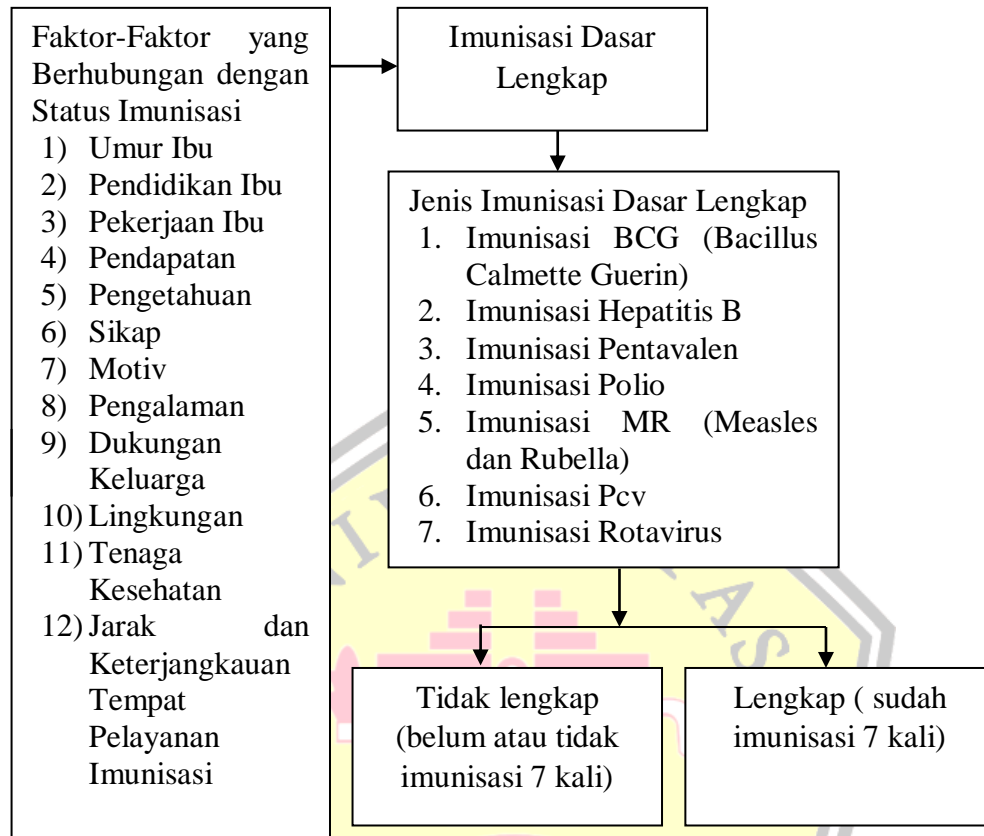 Faktor-Faktor yang
Berhubungan dengan
Status Imunisasi
1) Umur Ibu
2) Pendidikan Ibu
3) Pekerjaan Ibu
4) Pendapatan
5) Pengetahuan
6) Sikap
7) Motiv
8) Pengalaman
9) Dukungan
Keluarga
10) Lingkungan
11) Tenaga
Kesehatan
12) Jarak dan
Keterjangkauan
Tempat
Pelayanan
Imunisasi
Imunisasi Dasar
Lengkap
Jenis Imunisasi Dasar Lengkap
1. Imunisasi BCG (Bacillus
Calmette Guerin)
2. Imunisasi Hepatitis B
3. Imunisasi Pentavalen
4. Imunisasi Polio
5. Imunisasi MR (Measles
dan Rubella)
6. Imunisasi Pcv
7. Imunisasi Rotavirus
Tidak lengkap
(belum atau tidak
imunisasi 7 kali)
Lengkap ( sudah
imunisasi 7 kali)